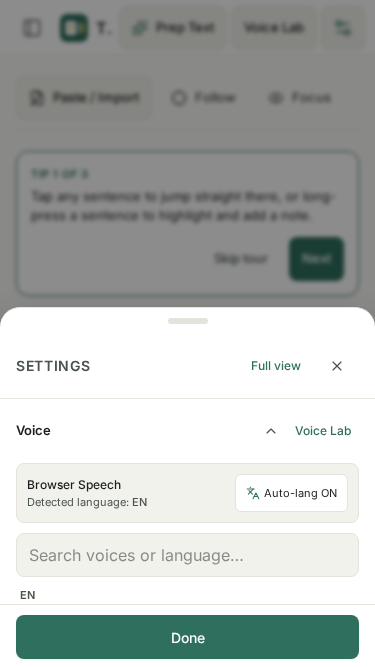 T.
Prep Text
Voice Lab
Paste / Import
Follow
Focus
TIP 1 OF 3
Tap any sentence to jump straight there, or long-
press a sentence to highlight and add a note.
Skip tour
Next
SETTINGS
Full view
Voice
Voice Lab
Browser Speech
Detected language: EN
Auto-lang ON
Search voices or language...
EN
Done